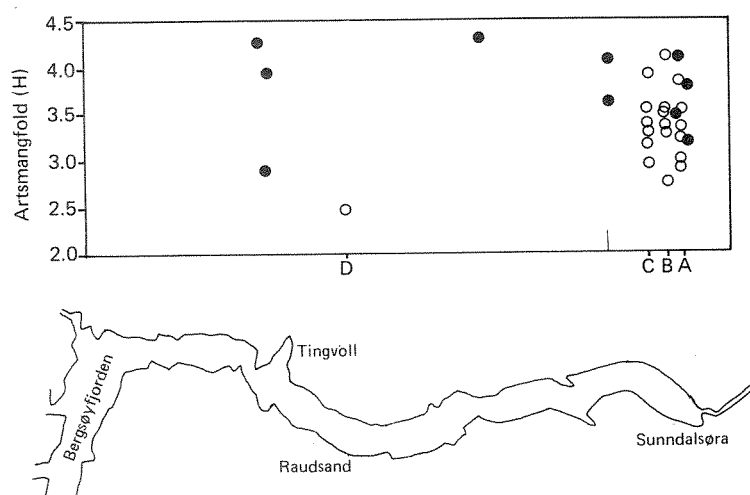 Artsmangfold (H)
4.5
4.0
3.5
3.0
2.5
2.0
D
C B A
Bergsøyfjorden
Tingvoll
Raudsand
Sunndalsøra